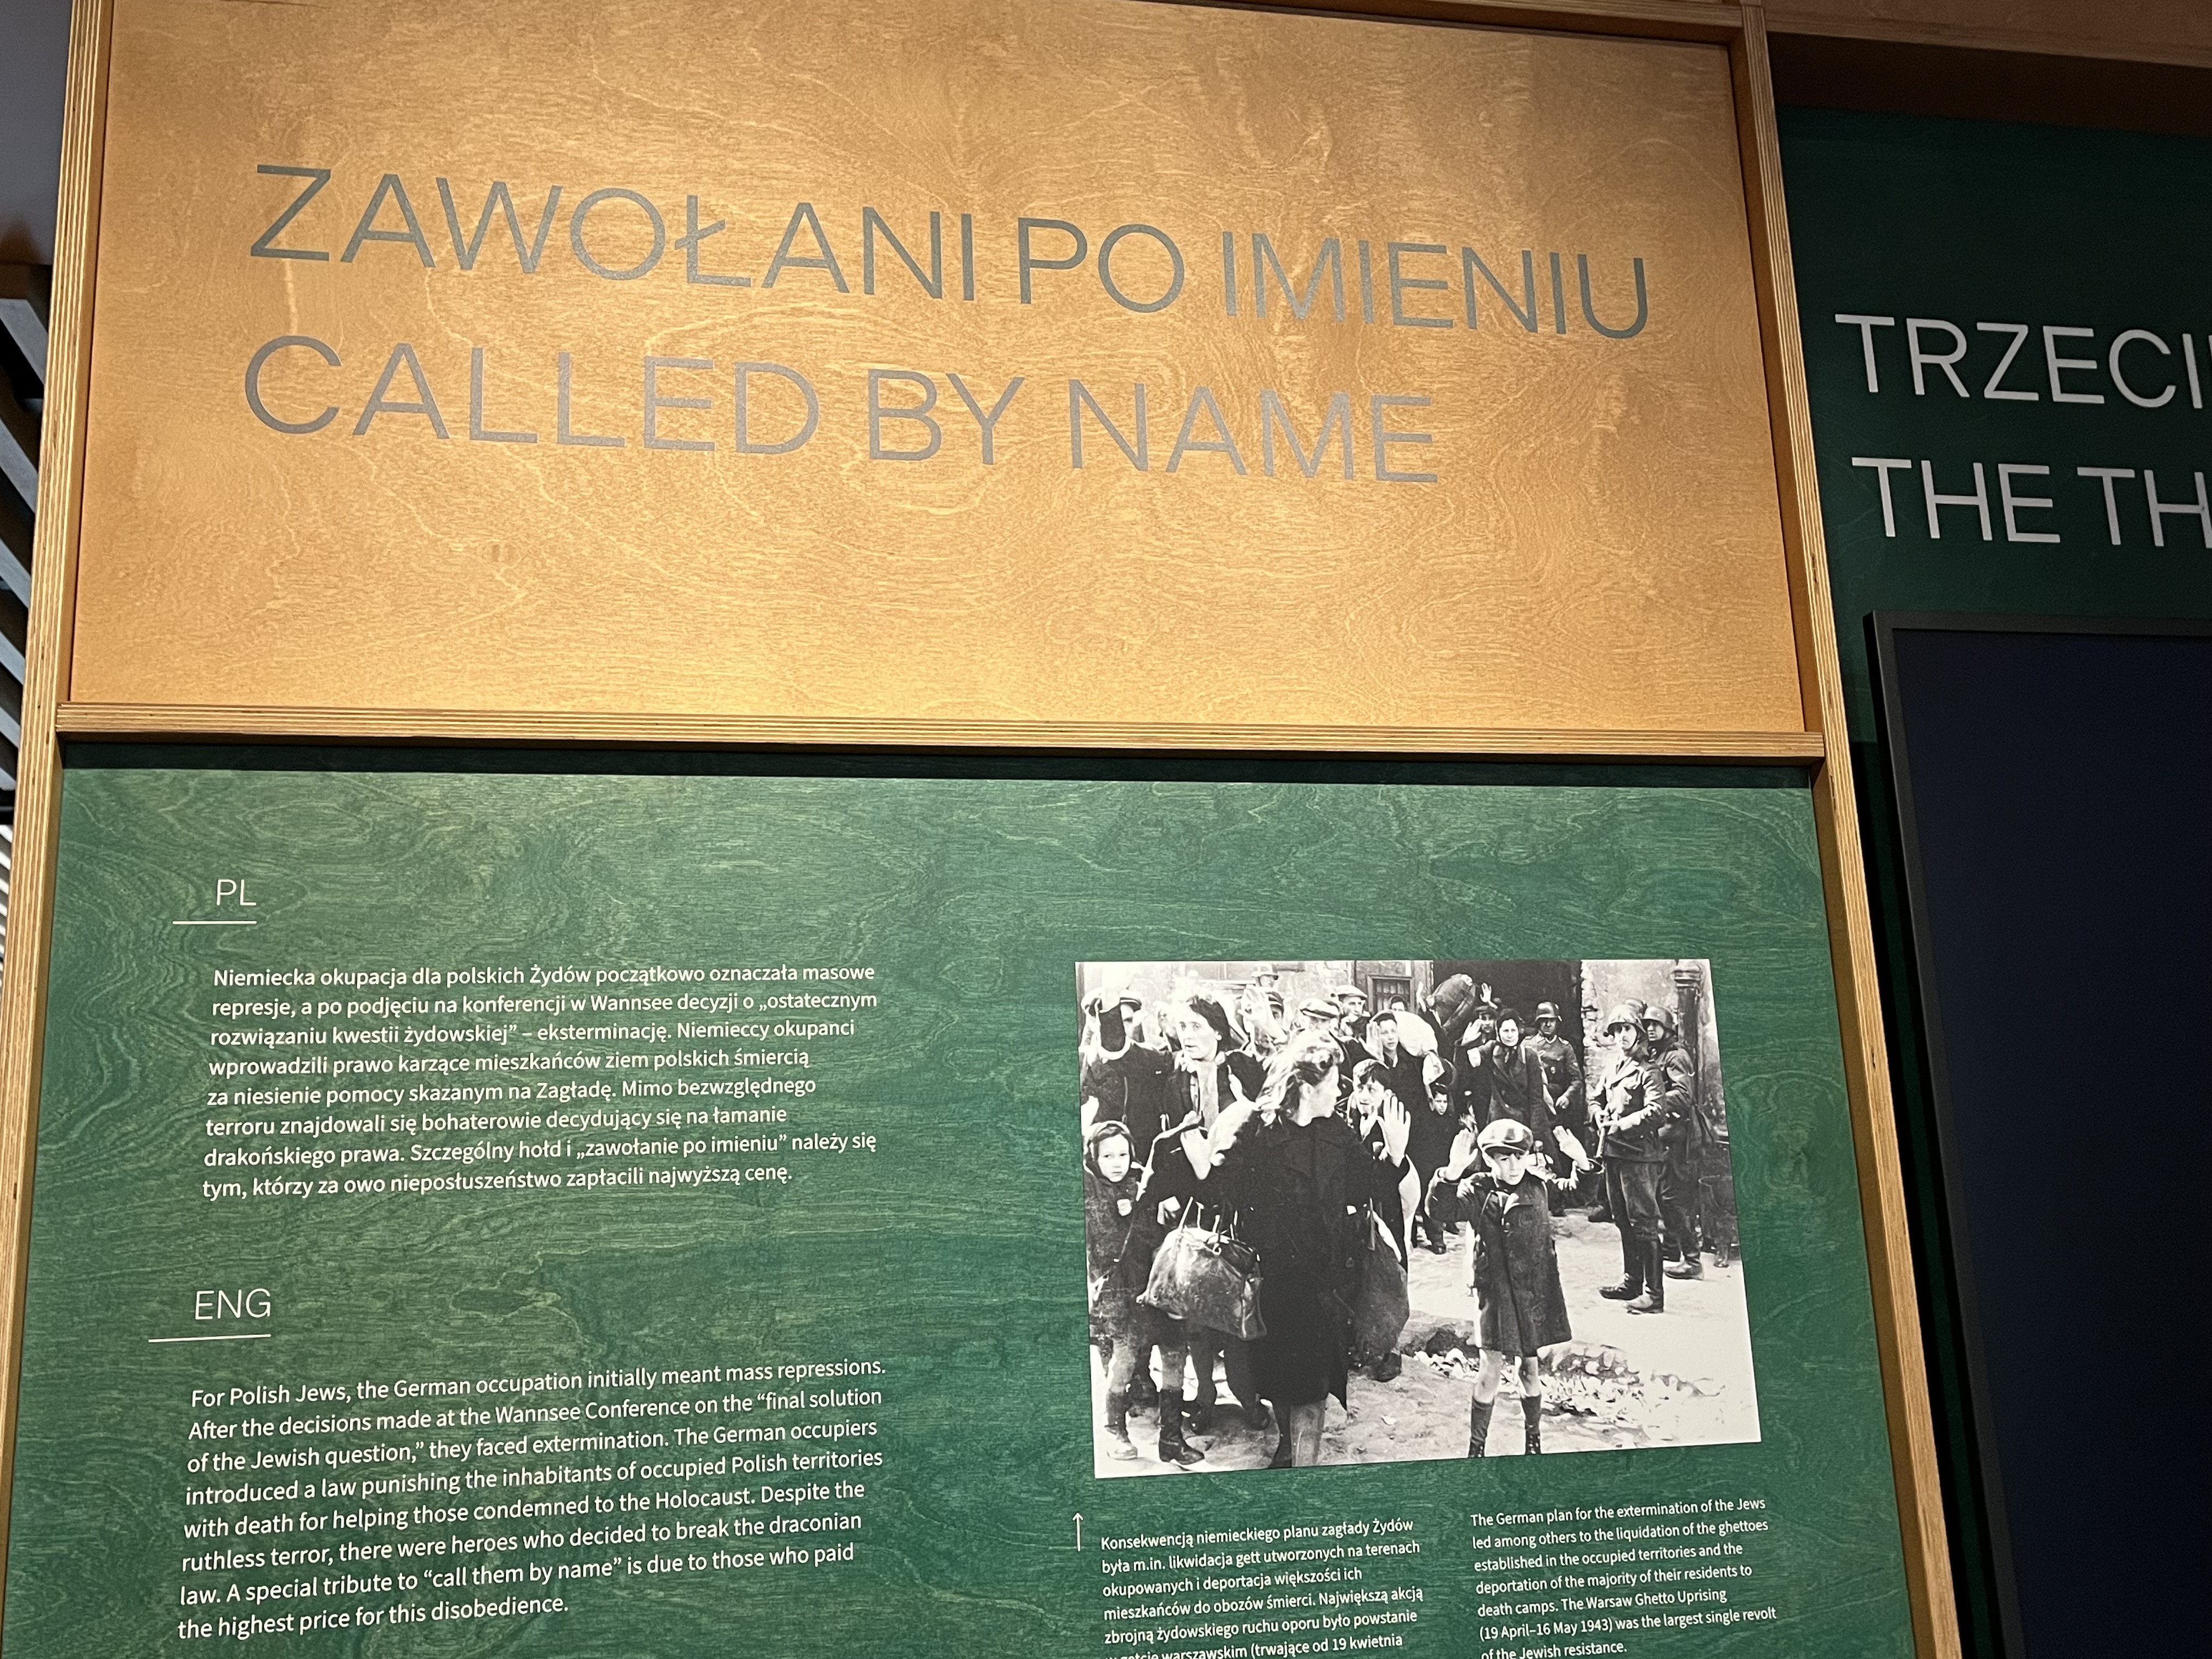 ZAWOŁANI PO IMIENIU
CALLED BY NAME
TRZECI
THE TH
PL
Niemiecka okupacja dla polskich Żydów początkowo oznaczała masowe
represje, a po podjęciu na konferencji w Wannsee decyzji o „ostatecznym
rozwiązaniu kwestii żydowskiej” – eksterminację. Niemieccy okupanci
wprowadzili prawo karzące mieszkańców ziem polskich śmiercią
za niesienie pomocy skazanym na Zagładę. Mimo bezwzględnego
terroru znajdowali się bohaterowie decydujący się na łamanie
drakońskiego prawa. Szczególny hołd i „zawołanie po imieniu” należy się
tym, którzy za owo nieposłuszeństwo zapłacili najwyższą cenę.
ENG
For Polish Jews, the German occupation initially meant mass repressions.
After the decisions made at the Wannsee Conference on the “final solution
of the Jewish question,” they faced extermination. The German occupiers
introduced a law punishing the inhabitants of occupied Polish territories
with death for helping those condemned to the Holocaust. Despite the
ruthless terror, there were heroes who decided to break the draconian
law. A special tribute to “call them by name” is due to those who paid
the highest price for this disobedience.
↑
Konsekwencją niemieckiego planu zagłady Żydów
była m.in. likwidacja gett utworzonych na terenach
okupowanych i deportacja większości ich
mieszkańców do obozów śmierci. Największą akcją
zbrojną żydowskiego ruchu oporu było powstanie
w getcie warszawskim (trwające od 19 kwietnia
The German plan for the extermination of the Jews
led among others to the liquidation of the ghettoes
established in the occupied territories and the
deportation of the majority of their residents to
death camps. The Warsaw Ghetto Uprising
(19 April–16 May 1943) was the largest single revolt
of the Jewish resistance.